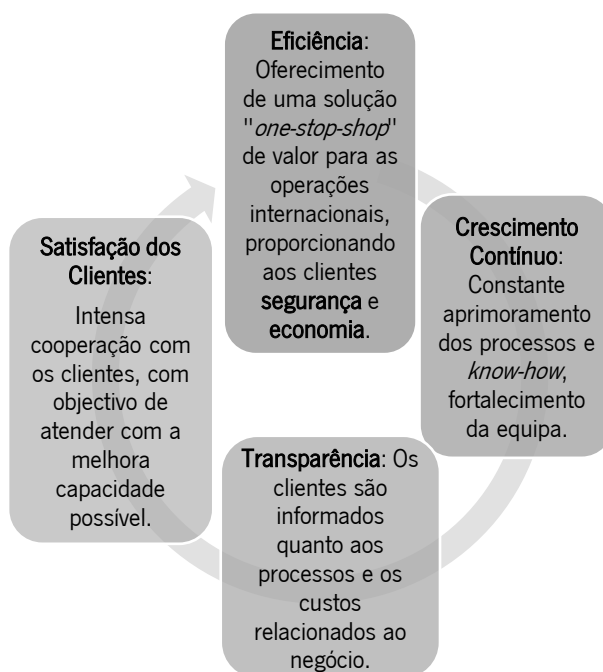 Eficiência:
Oferecimento
de uma solução
"one-stop-shop"
de valor para as
operações
internacionais,
proporcionando
aos clientes
segurança e
economia.
Crescimento
Contínuo:
Constante
aprimoramento
dos processos e
know-how,
fortalecimento
da equipa.
Transparência: Os
clientes são
informados
quanto aos
processos e os
custos
relacionados ao
negócio.
Satisfação dos
Clientes:
Intensa
cooperação com
os clientes, com
objectivo de
atender com a
melhora
capacidade
possível.